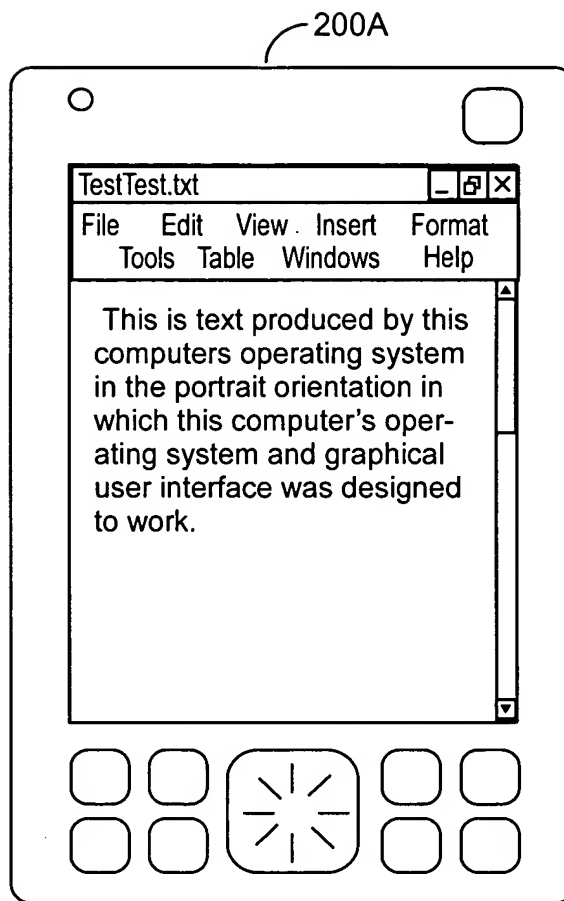 200A
TestTest.txt
File Edit View Insert Format
Tools Table Windows Help
This is text produced by this
computers operating system
in the portrait orientation in
which this computer's oper-
ating system and graphical
user interface was designed
to work.